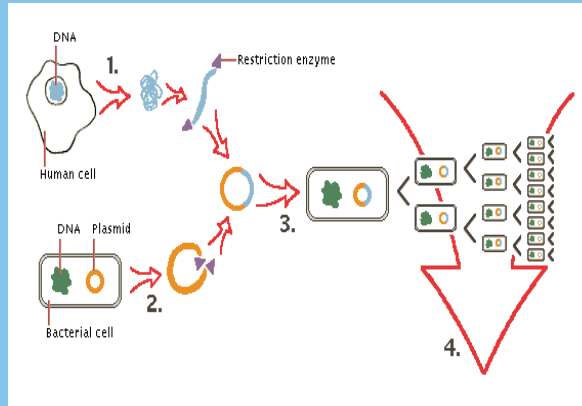 DNA
1.
Restriction enzyme
Human cell
3.
DNA Plasmid
2.
Bacterial cell
4.